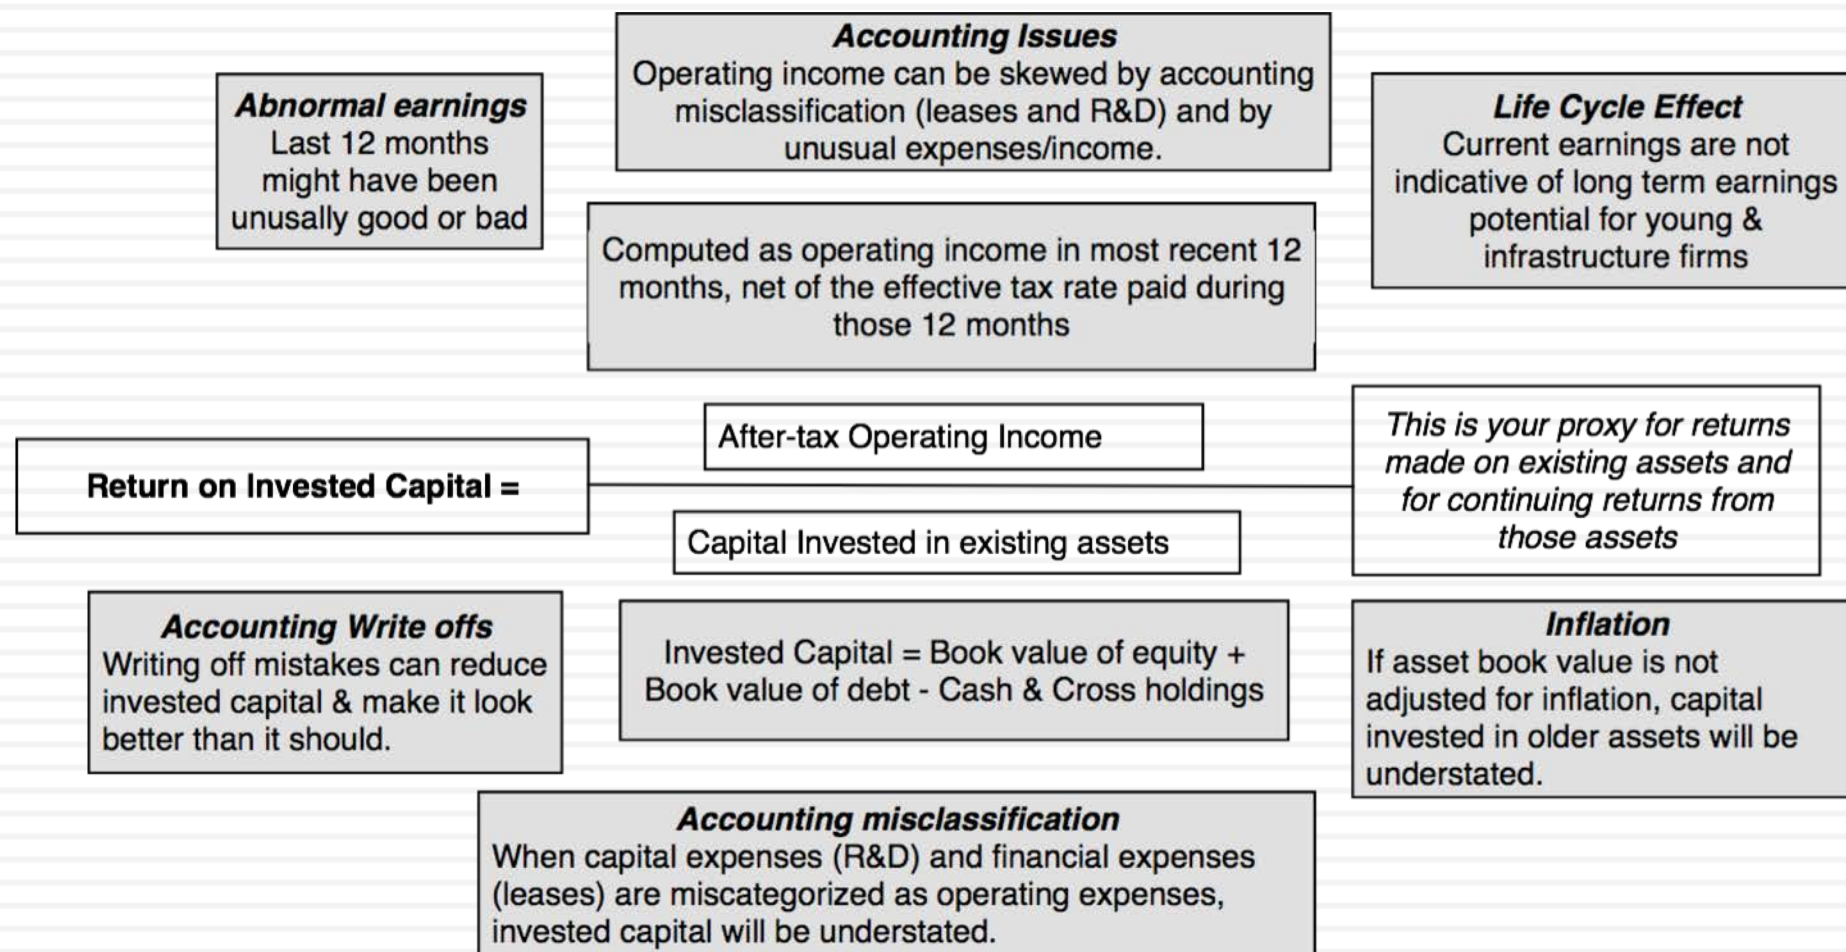 Accounting Issues
Operating income can be skewed by accounting
misclassification (leases and R&D) and by
unusual expenses/income.
Abnormal earnings
Last 12 months
might have been
unusally good or bad
Life Cycle Effect
Current earnings are not
indicative of long term earnings
potential for young &
infrastructure firms
Computed as operating income in most recent 12
months, net of the effective tax rate paid during
those 12 months
After-tax Operating Income
Return on Invested Capital =
Capital Invested in existing assets
This is your proxy for returns
made on existing assets and
for continuing returns from
those assets
Accounting Write offs
Writing off mistakes can reduce
invested capital & make it look
better than it should.
Invested Capital = Book value of equity +
Book value of debt - Cash & Cross holdings
Inflation
If asset book value is not
adjusted for inflation, capital
invested in older assets will be
understated.
Accounting misclassification
When capital expenses (R&D) and financial expenses
(leases) are miscategorized as operating expenses,
invested capital will be understated.